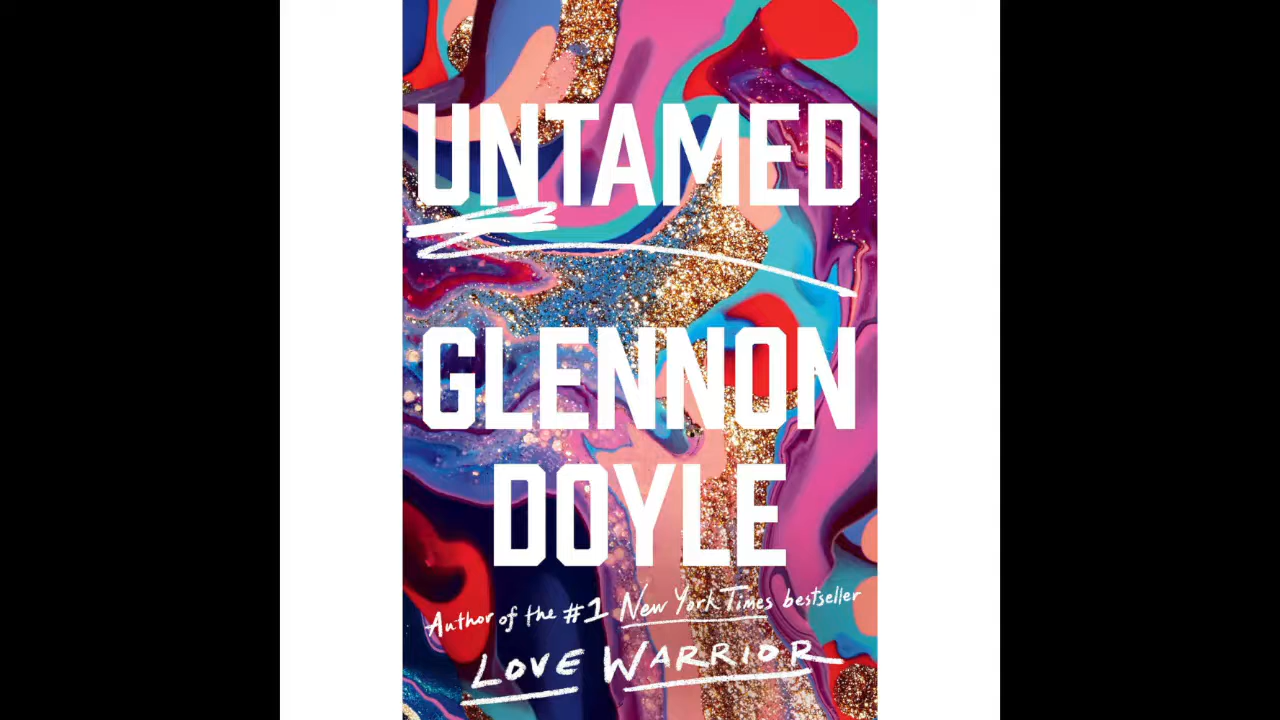 UNTAMED
GLENNON
DOYLE
Author of the #1 New York Times bestseller
LOVE WARRIOR